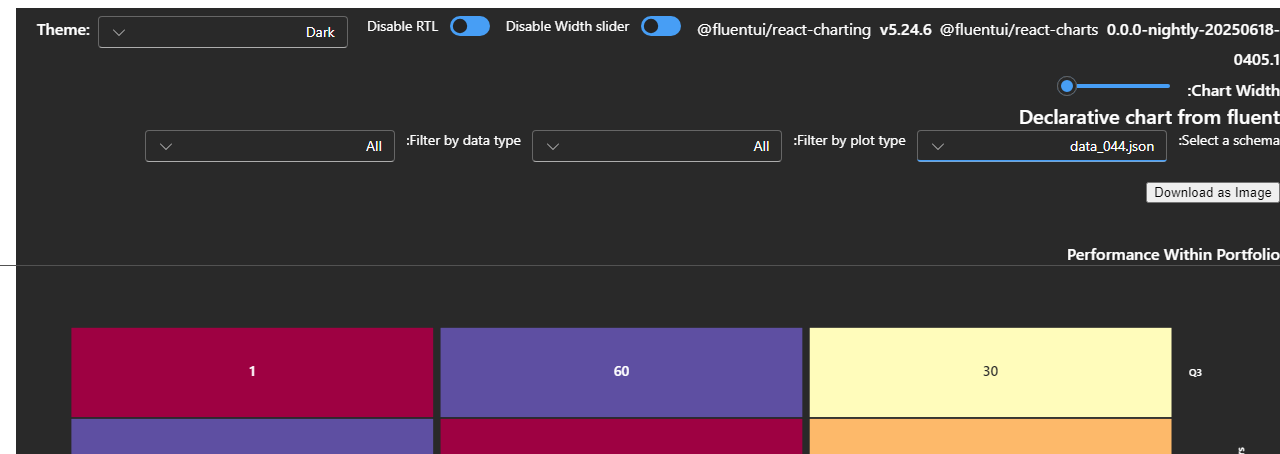 Theme: Dark Disable RTL Disable Width slider @fluentui/react-charting v5.24.6 @fluentui/react-charts 0.0.0-nightly-20250618-
0405.1
:Chart Width
Declarative chart from fluent
:Select a schema data_044.json :Filter by plot type All :Filter by data type All
Download as Image
Performance Within Portfolio
1 60 30 Q3